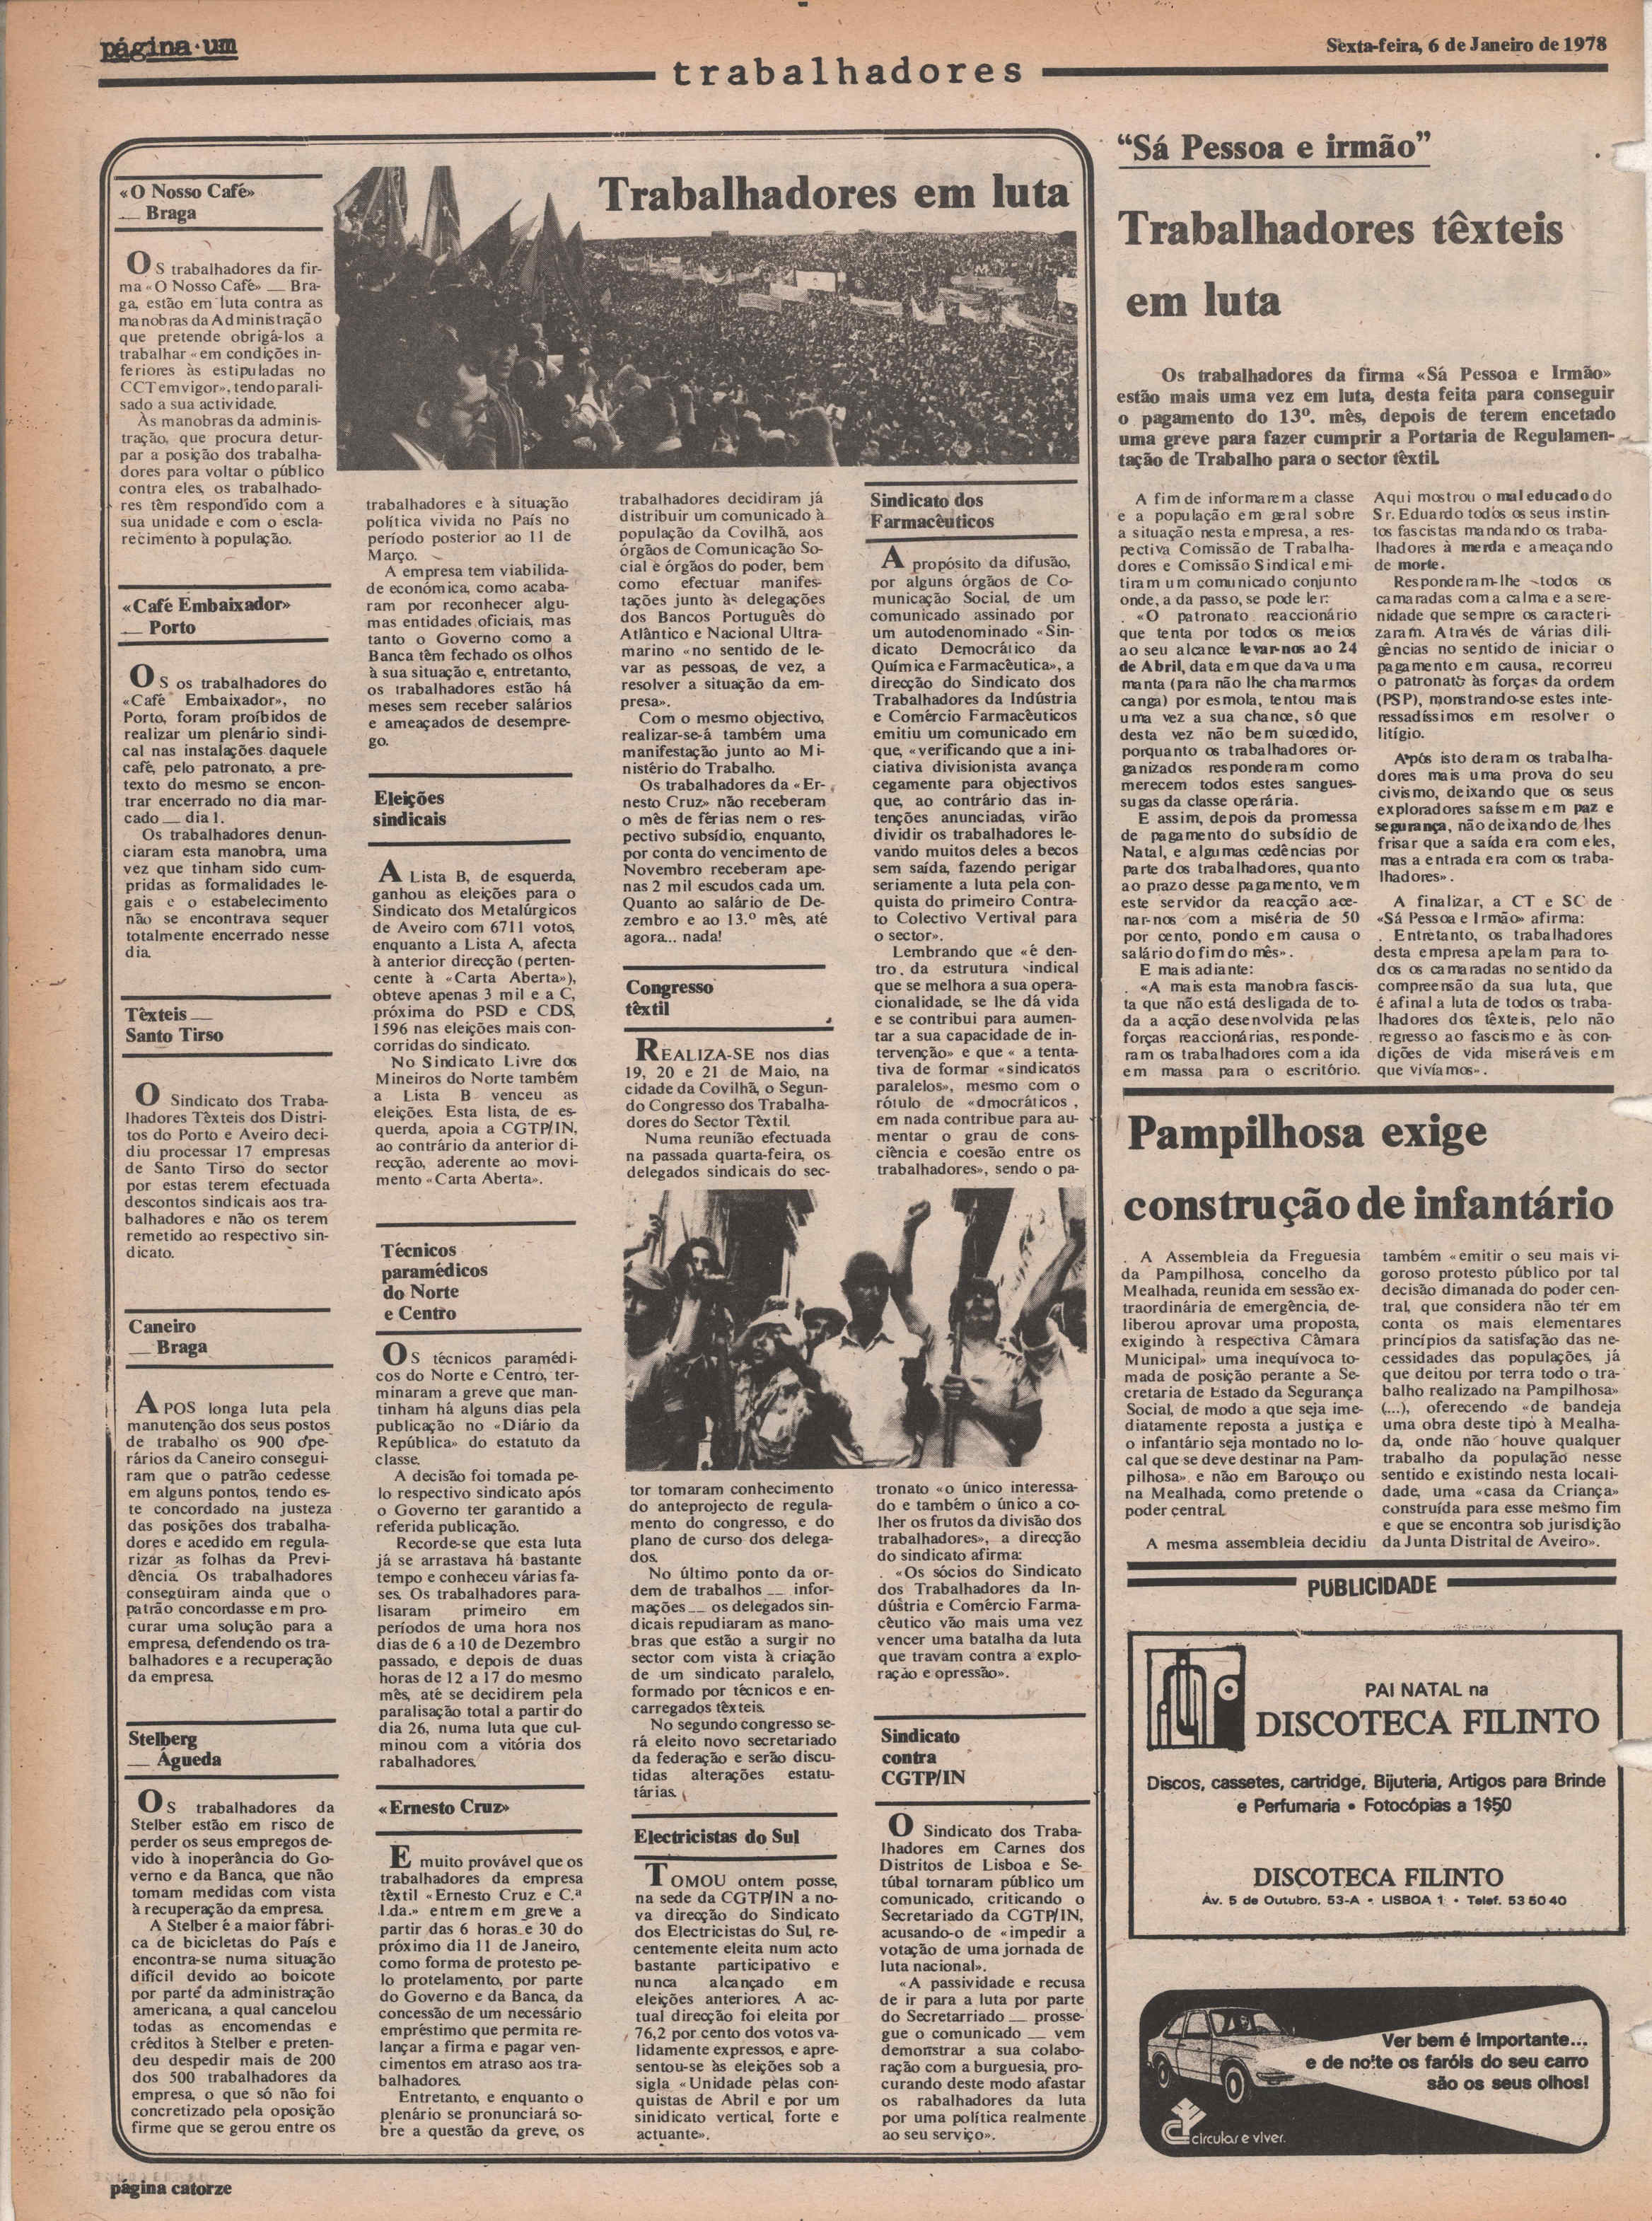 página·um
Sexta-feira, 6 de Janeiro de 1978
trabalhadores
Trabalhadores em luta
«O Nosso Café»
— Braga
OS trabalhadores da fir-
ma «O Nosso Café» — Bra-
ga, estão em luta contra as
manobras da Administração
que pretende obrigá-los a
trabalhar «em condições in-
feriores às estipuladas no
CCT em vigor», tendo parali-
sado a sua actividade.
Às manobras da adminis-
tração, que procura detur-
par a posição dos trabalha-
dores para voltar o público
contra eles, os trabalhado-
res têm respondido com a
sua unidade e com o escla-
recimento à população.
«Café Embaixador»
— Porto
OS os trabalhadores do
«Café Embaixador», no
Porto, foram proíbidos de
realizar um plenário sindi-
cal nas instalações daquele
café, pelo patronato, a pre-
texto do mesmo se encon-
trar encerrado no dia mar-
cado — dia 1.
Os trabalhadores denun-
ciaram esta manobra, uma
vez que tinham sido cum-
pridas as formalidades le-
gais e o estabelecimento
não se encontrava sequer
totalmente encerrado nesse
dia.
Têxteis —
Santo Tirso
O Sindicato dos Traba-
lhadores Têxteis dos Distri-
tos do Porto e Aveiro deci-
diu processar 17 empresas
de Santo Tirso do sector
por estas terem efectuada
descontos sindicais aos tra-
balhadores e não os terem
remetido ao respectivo sin-
dicato.
Caneiro
— Braga
APOS longa luta pela
manutenção dos seus postos
de trabalho os 900 ope-
rários da Caneiro consegui-
ram que o patrão cedesse
em alguns pontos, tendo es-
te concordado na justeza
das posições dos trabalha-
dores e acedido em regula-
rizar as folhas da Previ-
dência. Os trabalhadores
conseguiram ainda que o
patrão concordasse em pro-
curar uma solução para a
empresa, defendendo os tra-
balhadores e a recuperação
da empresa.
Stelberg
— Águeda
OS trabalhadores da
Stelber estão em risco de
perder os seus empregos de-
vido à inoperância do Go-
verno e da Banca, que não
tomam medidas com vista
à recuperação da empresa.
A Stelber é a maior fábri-
ca de bicicletas do País e
encontra-se numa situação
difícil devido ao boicote
por parte da administração
americana, a qual cancelou
todas as encomendas e
créditos à Stelber e preten-
deu despedir mais de 200
dos 500 trabalhadores da
empresa, o que só não foi
concretizado pela oposição
firme que se gerou entre os
trabalhadores e à situação
política vivida no País no
período posterior ao 11 de
Março.
A empresa tem viabilida-
de económica, como acaba-
ram por reconhecer algu-
mas entidades oficiais, mas
tanto o Governo como a
Banca têm fechado os olhos
à sua situação e, entretanto,
os trabalhadores estão há
meses sem receber salários
e ameaçados de desempre-
go.
Eleições
sindicais
A Lista B, de esquerda,
ganhou as eleições para o
Sindicato dos Metalúrgicos
de Aveiro com 6711 votos,
enquanto a Lista A, afecta
à anterior direcção (perten-
cente à «Carta Aberta»),
obteve apenas 3 mil e a C,
próxima do PSD e CDS,
1596 nas eleições mais con-
corridas do sindicato.
No Sindicato Livre dos
Mineiros do Norte também
a Lista B venceu as
eleições. Esta lista, de es-
querda, apoia a CGTP/IN,
ao contrário da anterior di-
recção, aderente ao movi-
mento «Carta Aberta».
Técnicos
paramédicos
do Norte
e Centro
OS técnicos paramédi-
cos do Norte e Centro, ter-
minaram a greve que man-
tinham há alguns dias pela
publicação no «Diário da
República» do estatuto da
classe.
A decisão foi tomada pe-
lo respectivo sindicato após
o Governo ter garantido a
referida publicação.
Recorde-se que esta luta
já se arrastava há bastante
tempo e conheceu várias fa-
ses. Os trabalhadores para-
lisaram primeiro em
períodos de uma hora nos
dias de 6 a 10 de Dezembro
passado, e depois de duas
horas de 12 a 17 do mesmo
mês, até se decidirem pela
paralisação total a partir do
dia 26, numa luta que cul-
minou com a vitória dos
rabalhadores.
«Ernesto Cruz»
E muito provável que os
trabalhadores da empresa
têxtil «Ernesto Cruz e C.ª
Lda.» entrem em greve a
partir das 6 horas e 30 do
próximo dia 11 de Janeiro,
como forma de protesto pe-
lo protelamento, por parte
do Governo e da Banca, da
concessão de um necessário
empréstimo que permita re-
lançar a firma e pagar ven-
cimentos em atraso aos tra-
balhadores.
Entretanto, e enquanto o
plenário se pronunciará so-
bre a questão da greve, os
trabalhadores decidiram já
distribuir um comunicado à
população da Covilhã, aos
órgãos de Comunicação So-
cial e órgãos do poder, bem
como efectuar manifes-
tações junto às delegações
dos Bancos Português do
Atlântico e Nacional Ultra-
marino «no sentido de le-
var as pessoas, de vez, a
resolver a situação da em-
presa».
Com o mesmo objectivo,
realizar-se-á também uma
manifestação junto ao Mi-
nistério do Trabalho.
Os trabalhadores da «Er-
nesto Cruz» não receberam
o mês de férias nem o res-
pectivo subsídio, enquanto,
por conta do vencimento de
Novembro receberam ape-
nas 2 mil escudos cada um.
Quanto ao salário de De-
zembro e ao 13.º mês, até
agora... nada!
Congresso
têxtil
REALIZA-SE nos dias
19, 20 e 21 de Maio, na
cidade da Covilhã, o Segun-
do Congresso dos Trabalha-
dores do Sector Têxtil.
Numa reunião efectuada
na passada quarta-feira, os
delegados sindicais do sec-
tor tomaram conhecimento
do anteprojecto de regula-
mento do congresso, e do
plano de curso dos delega-
dos.
No último ponto da or-
dem de trabalhos — infor-
mações — os delegados sin-
dicais repudiaram as mano-
bras que estão a surgir no
sector com vista à criação
de um sindicato paralelo,
formado por técnicos e en-
carregados têxteis.
No segundo congresso se-
rá eleito novo secretariado
da federação e serão discu-
tidas alterações estatu-
tárias.
Electricistas do Sul
TOMOU ontem posse,
na sede da CGTP/IN a no-
va direcção do Sindicato
dos Electricistas do Sul, re-
centemente eleita num acto
bastante participativo e
nunca alcançado em
eleições anteriores. A ac-
tual direcção foi eleita por
76,2 por cento dos votos va-
lidamente expressos, e apre-
sentou-se às eleições sob a
sigla «Unidade pelas con-
quistas de Abril e por um
sinidicato vertical, forte e
actuante».
Sindicato dos
Farmacêuticos
A propósito da difusão,
por alguns órgãos de Co-
municação Social, de um
comunicado assinado por
um autodenominado «Sin-
dicato Democrático da
Química e Farmacêutica», a
direcção do Sindicato dos
Trabalhadores da Indústria
e Comércio Farmacêuticos
emitiu um comunicado em
que, «verificando que a ini-
ciativa divisionista avança
cegamente para objectivos
que, ao contrário das in-
tenções anunciadas, virão
dividir os trabalhadores le-
vando muitos deles a becos
sem saída, fazendo perigar
seriamente a luta pela con-
quista do primeiro Contra-
to Colectivo Vertival para
o sector».
Lembrando que «é den-
tro da estrutura sindical
que se melhora a sua opera-
cionalidade, se lhe dá vida
e se contribui para aumen-
tar a sua capacidade de in-
tervenção» e que « a tenta-
tiva de formar «sindicatos
paralelos», mesmo com o
rótulo de «dmocráticos ,
em nada contribue para au-
mentar o grau de cons-
ciência e coesão entre os
trabalhadores», sendo o pa-
tronato «o único interessa-
do e também o único a co-
lher os frutos da divisão dos
trabalhadores», a direcção
do sindicato afirma:
«Os sócios do Sindicato
dos Trabalhadores da In-
dústria e Comércio Farma-
cêutico vão mais uma vez
vencer uma batalha da luta
que travam contra a explo-
ração e opressão».
Sindicato
contra
CGTP/IN
O Sindicato dos Traba-
lhadores em Carnes dos
Distritos de Lisboa e Se-
túbal tornaram público um
comunicado, criticando o
Secretariado da CGTP/IN,
acusando-o de «impedir a
votação de uma jornada de
luta nacional».
«A passividade e recusa
de ir para a luta por parte
do Secretarriado — prosse-
gue o comunicado — vem
demonstrar a sua colabo-
ração com a burguesia, pro-
curando deste modo afastar
os rabalhadores da luta
por uma política realmente
ao seu serviço».
“Sá Pessoa e irmão”
Trabalhadores têxteis
em luta
Os trabalhadores da firma «Sá Pessoa e Irmão»
estão mais uma vez em luta, desta feita para conseguir
o pagamento do 13º. mês, depois de terem encetado
uma greve para fazer cumprir a Portaria de Regulamen-
tação de Trabalho para o sector têxtil.
A fim de informarem a classe
e a população em geral sobre
a situação nesta empresa, a res-
pectiva Comissão de Trabalha-
dores e Comissão Sindical emi-
tiram um comunicado conjunto
onde, a da passo, se pode ler:
«O patronato reaccionário
que tenta por todos os meios
ao seu alcance levar-nos ao 24
de Abril, data em que dava uma
manta (para não lhe chamarmos
canga) por esmola, tentou mais
uma vez a sua chance, só que
desta vez não bem sucedido,
porquanto os trabalhadores or-
ganizados responderam como
merecem todos estes sangues-
sugas da classe operária.
E assim, depois da promessa
de pagamento do subsídio de
Natal, e algumas cedências por
parte dos trabalhadores, quanto
ao prazo desse pagamento, vem
este servidor da reacção ace-
nar-nos com a miséria de 50
por cento, pondo em causa o
salário do fim do mês».
E mais adiante:
«A mais esta manobra fascis-
ta que não está desligada de to-
da a acção desenvolvida pelas
forças reaccionárias, responde-
ram os trabalhadores com a ida
em massa para o escritório.
Aqui mostrou o mal educado do
Sr. Eduardo todos os seus instin-
tos fascistas mandando os traba-
lhadores à merda e ameaçando
de morte.
Responderam-lhe todos os
camaradas com a calma e a sere-
nidade que sempre os caracteri-
zaram. Através de várias dili-
gências no sentido de iniciar o
pagamento em causa, recorreu
o patronato às forças da ordem
(PSP), monstrando-se estes inte-
ressadíssimos em resolver o
litígio.
Após isto deram os trabalha-
dores mais uma prova do seu
civismo, deixando que os seus
exploradores saíssem em paz e
segurança, não deixando de lhes
frisar que a saída era com eles,
mas a entrada era com os traba-
lhadores».
A finalizar, a CT e SC de
«Sá Pessoa e Irmão» afirma:
Entretanto, os trabalhadores
desta empresa apelam para to-
dos os camaradas no sentido da
compreensão da sua luta, que
é afinal a luta de todos os traba-
lhadores dos têxteis, pelo não
regresso ao fascismo e às con-
dições de vida miseráveis em
que vivíamos».
Pampilhosa exige
construção de infantário
A Assembleia da Freguesia
da Pampilhosa, concelho da
Mealhada, reunida em sessão ex-
traordinária de emergência, de-
liberou aprovar uma proposta,
exigindo à respectiva Câmara
Municipal» uma inequívoca to-
mada de posição perante a Se-
cretaria de Estado da Segurança
Social, de modo a que seja ime-
diatamente reposta a justiça e
o infantário seja montado no lo-
cal que se deve destinar na Pam-
pilhosa» e não em Barouço ou
na Mealhada, como pretende o
poder central.
A mesma assembleia decidiu
também «emitir o seu mais vi-
goroso protesto público por tal
decisão dimanada do poder cen-
tral, que considera não ter em
conta os mais elementares
princípios da satisfação das ne-
cessidades das populações, já
que deitou por terra todo o tra-
balho realizado na Pampilhosa»
(...), oferecendo «de bandeja
uma obra deste tipo à Mealha-
da, onde não houve qualquer
trabalho da população nesse
sentido e existindo nesta locali-
dade, uma «casa da Criança»
construída para esse mesmo fim
e que se encontra sob jurisdição
da Junta Distrital de Aveiro».
PUBLICIDADE
PAI NATAL na
DISCOTECA FILINTO
Discos, cassetes, cartridge, Bijuteria, Artigos para Brinde
e Perfumaria • Fotocópias a 1$50
DISCOTECA FILINTO
Av. 5 de Outubro, 53-A • LISBOA 1 • Telef. 53 50 40
Ver bem é importante...
e de noite os faróis do seu carro
são os seus olhos!
circular e viver.
página catorze